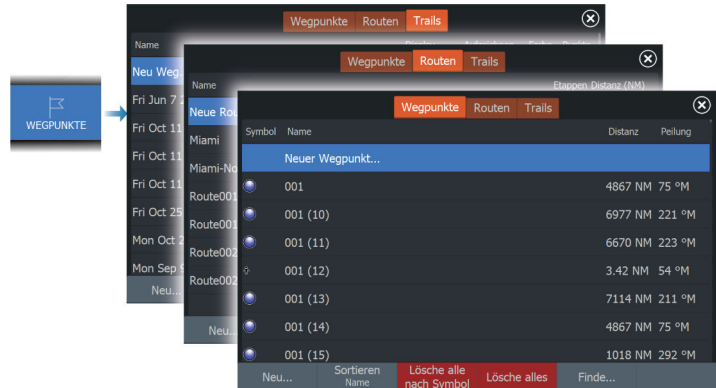 WEGPUNKTE
Wegpunkte Routen Trails
Name
Neu Weg
Fri Jun 7 2
Fri Oct 11
Fri Oct 11
Fri Oct 11
Fri Oct 25
Mon Oct 2
Mon Sep 9
Neu...
Wegpunkte Routen Trails
Name Etappen Distanz (NM)
Neue Rou
Miami
Miami-No
Route001
Route001
Route002
Route002
Neu...
Wegpunkte Routen Trails
Symbol Name Distanz Peilung
Neuer Wegpunkt...
001 4867 NM 75 °M
001 (10) 6977 NM 221 °M
001 (11) 6670 NM 223 °M
001 (12) 3.42 NM 54 °M
001 (13) 7114 NM 211 °M
001 (14) 4867 NM 75 °M
001 (15) 1018 NM 292 °M
Neu... Sortieren Name Lösche alle nach Symbol Lösche alles Finde...